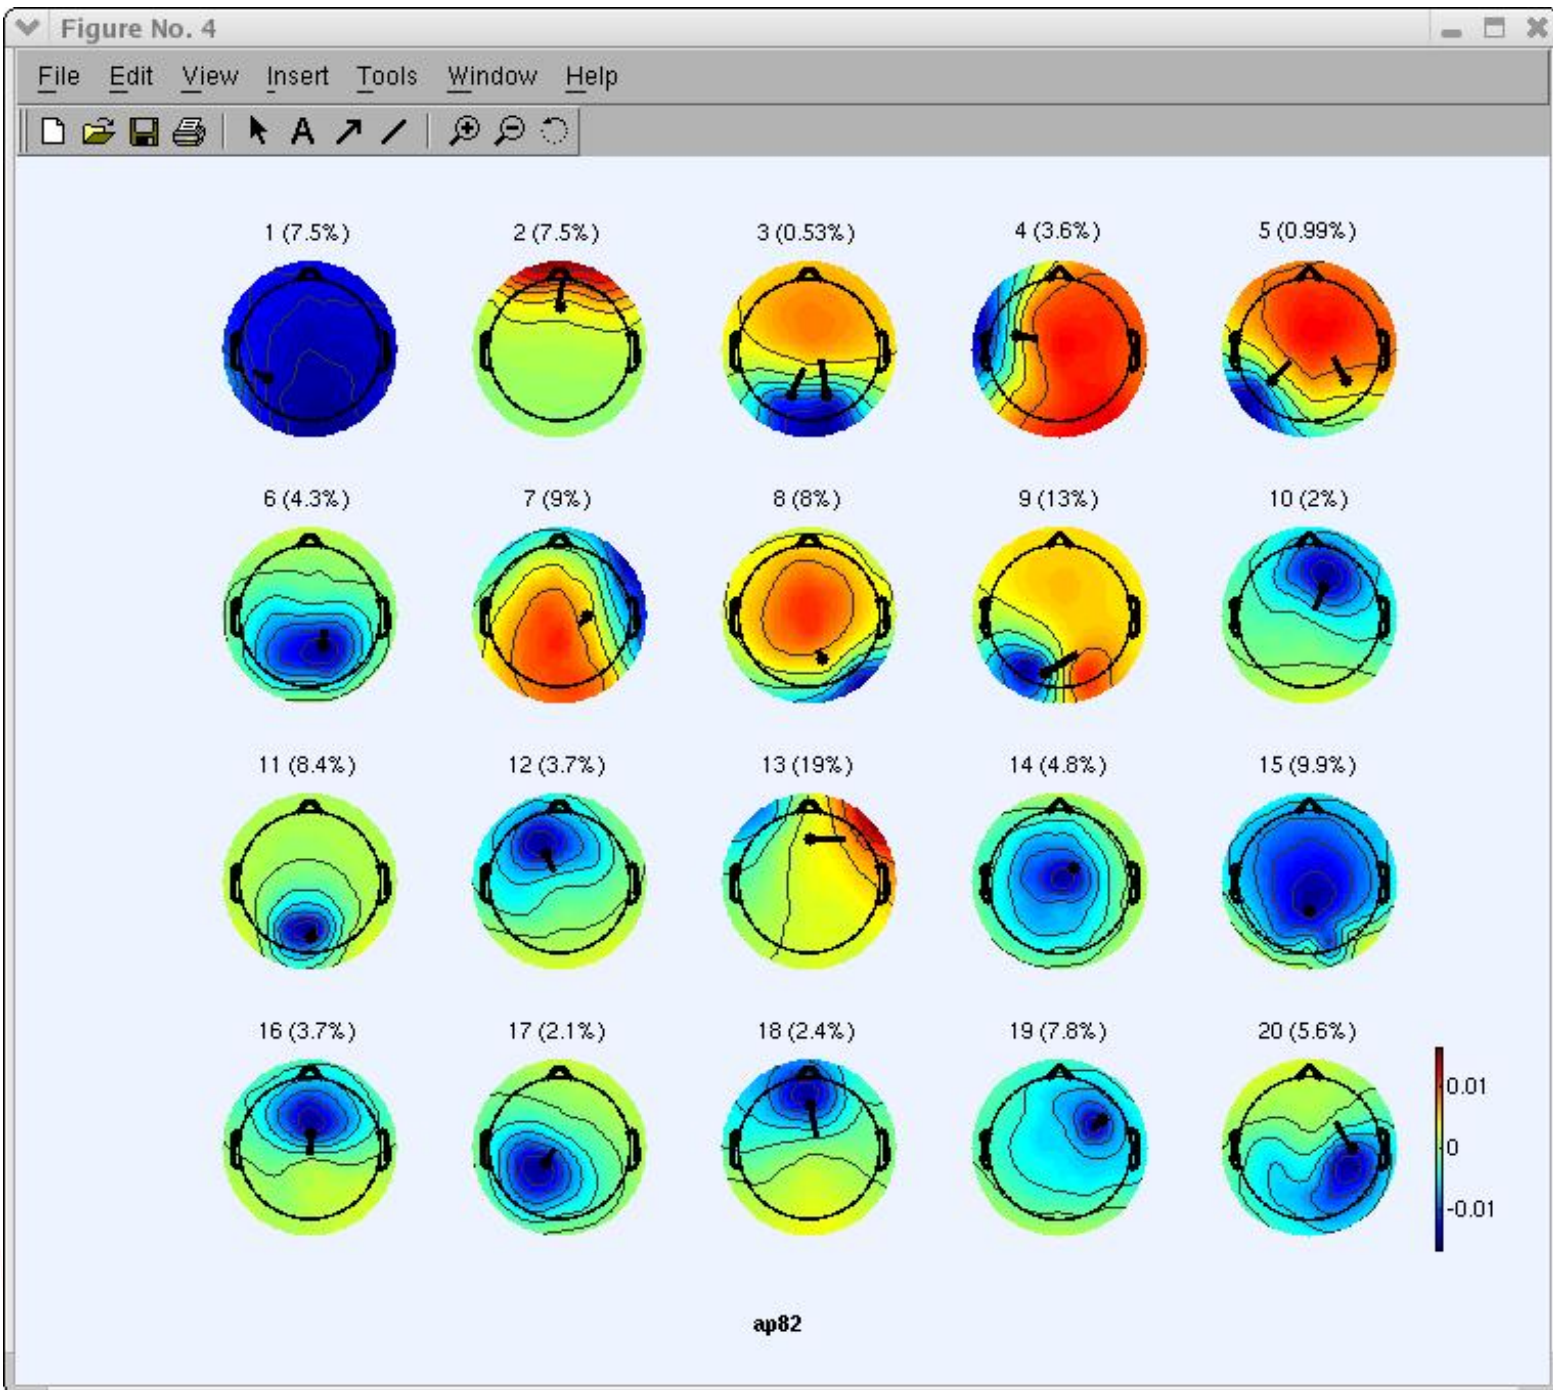 Figure No. 4
File Edit View Insert Tools Window Help
A
1 (7.5%) 2 (7.5%) 3 (0.53%) 4 (3.6%) 5 (0.99%)
6 (4.3%) 7 (9%) 8 (8%) 9 (13%) 10 (2%)
11 (8.4%) 12 (3.7%) 13 (19%) 14 (4.8%) 15 (9.9%)
16 (3.7%) 17 (2.1%) 18 (2.4%) 19 (7.8%) 20 (5.6%)
0.01
0
-0.01
ap82